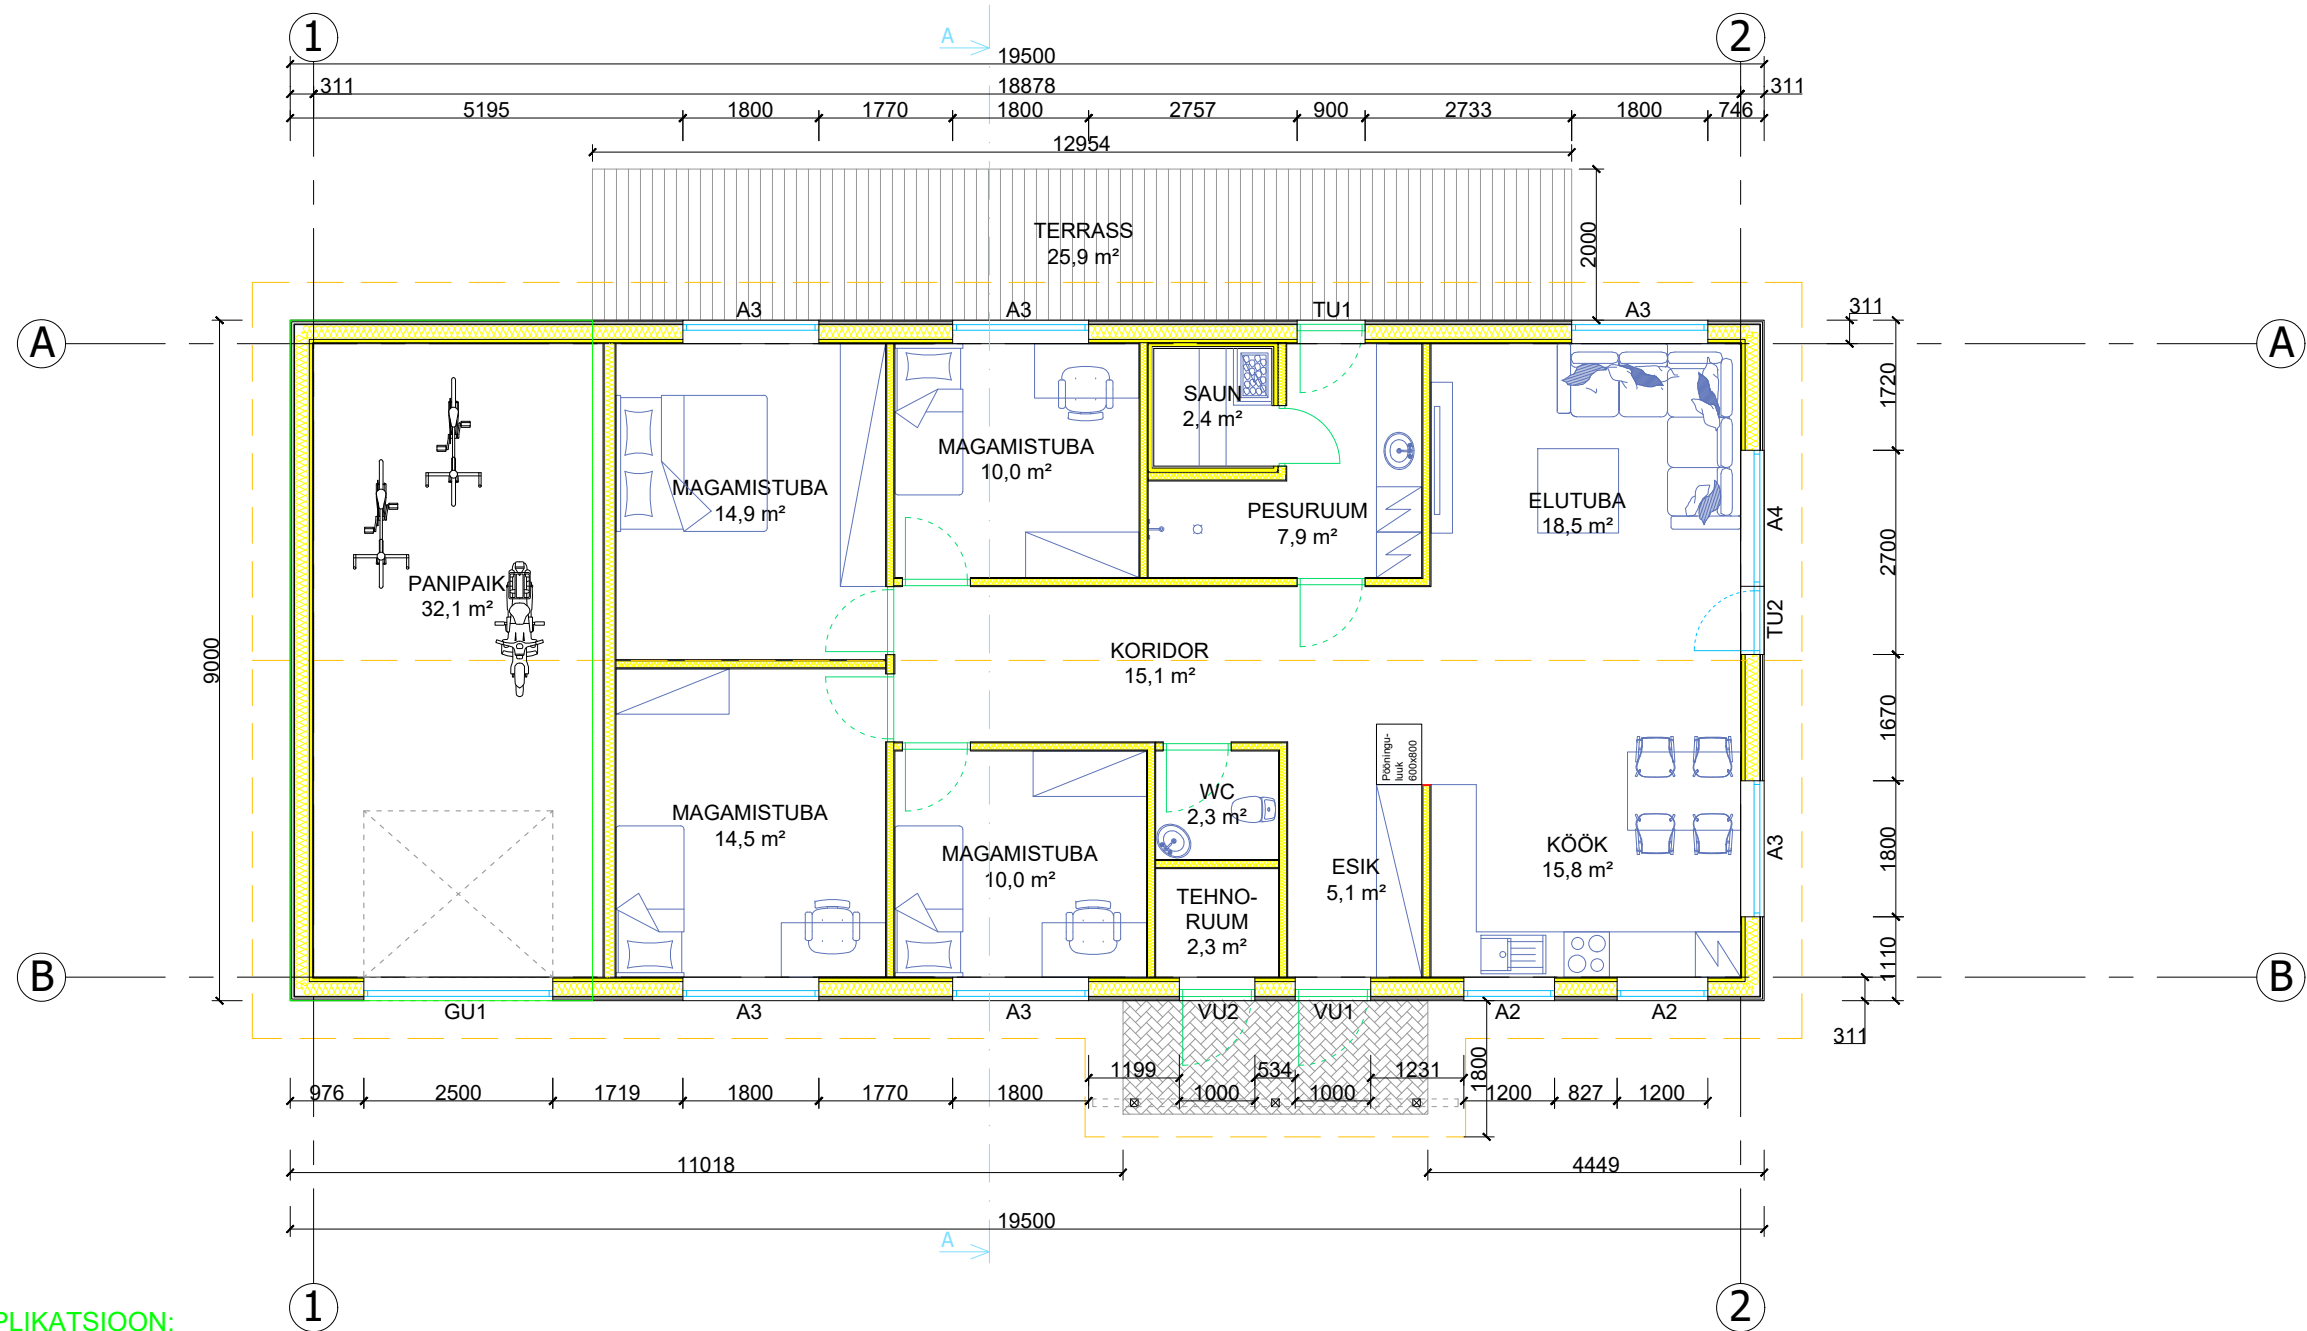 1
2
A
19500
311
18878
311
5195
1800
1770
1800
2757
900
2733
1800
746
12954
TERRASS
25,9 m²
2000
A3
A3
TU1
A3
311
A
A
SAUN
2,4 m²
1720
MAGAMISTUBA
10,0 m²
MAGAMISTUBA
14,9 m²
PESURUUM
7,9 m²
ELUTUBA
18,5 m²
A4
2700
PANIPAIK
32,1 m²
TU2
9000
KORIDOR
15,1 m²
1670
Pööningu-
luuk
600x800
MAGAMISTUBA
14,5 m²
WC
2,3 m²
MAGAMISTUBA
10,0 m²
ESIK
5,1 m²
KÖÖK
15,8 m²
A3
1800
TEHNO-
RUUM
2,3 m²
1110
B
B
GU1
A3
A3
VU2
VU1
A2
A2
311
1800
1199
534
1231
976
2500
1719
1800
1770
1800
1000
1000
1200
827
1200
11018
4449
19500
A
1
2
PLIKATSIOON: